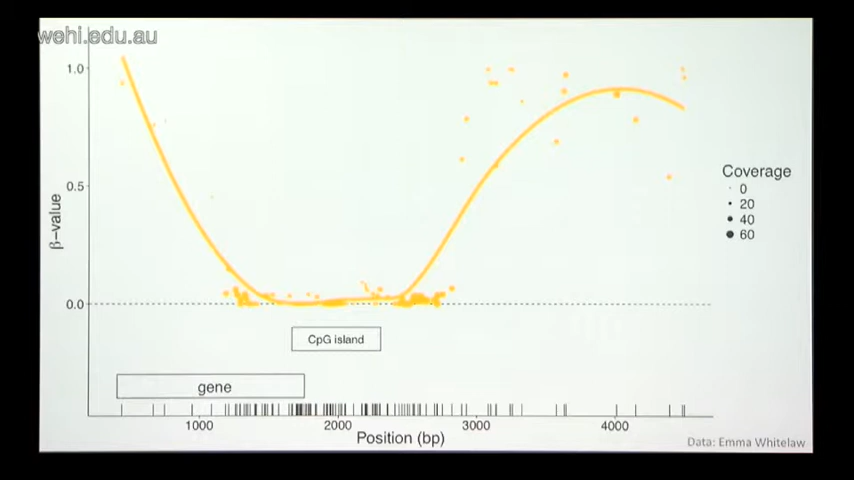 wehi.edu.au
1.0
0.5
0.0
β-value
Coverage
0
20
40
60
CpG island
gene
1000 2000 3000 4000
Position (bp)
Data: Emma Whitelaw